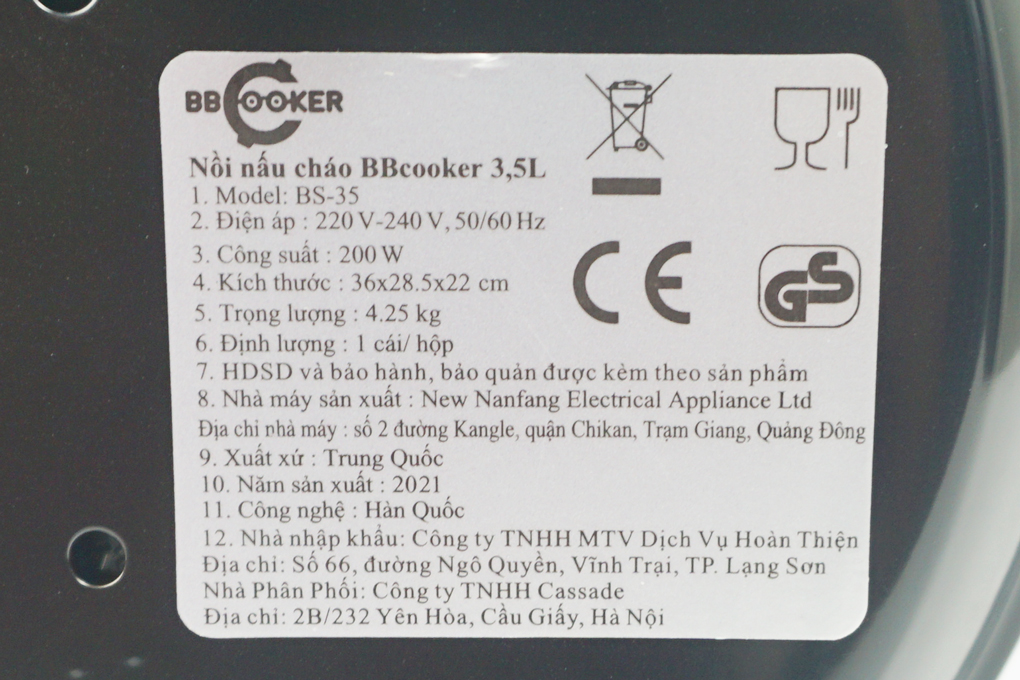 BBCOOKER
Nồi nấu cháo BBcooker 3,5L
1. Model: BS-35
2. Điện áp : 220 V-240 V, 50/60 Hz
3. Công suất : 200 W
4. Kích thước : 36x28.5x22 cm
5. Trọng lượng : 4.25 kg
6. Định lượng : 1 cái/ hộp
7. HDSD và bảo hành, bảo quản được kèm theo sản phẩm
8. Nhà máy sản xuất : New Nanfang Electrical Appliance Ltd
Địa chỉ nhà máy : số 2 đường Kangle, quận Chikan, Trạm Giang, Quảng Đông
9. Xuất xứ : Trung Quốc
10. Năm sản xuất : 2021
11. Công nghệ : Hàn Quốc
12. Nhà nhập khẩu: Công ty TNHH MTV Dịch Vụ Hoàn Thiện
Địa chỉ: Số 66, đường Ngô Quyền, Vĩnh Trại, TP. Lạng Sơn
Nhà Phân Phối: Công ty TNHH Cassade
Địa chỉ: 2B/232 Yên Hòa, Cầu Giấy, Hà Nội
CE
GS